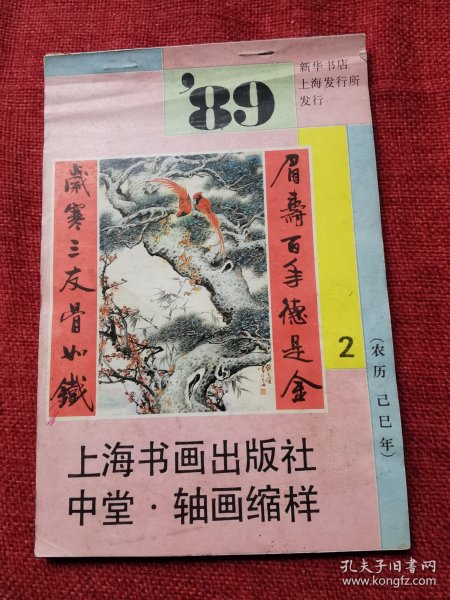 '89
新华书店
上海发行所
发行
眉寿百年德是金
歲寒三友骨如鐵
2
(农历 己巳年)
上海书画出版社
中堂·轴画缩样
孔夫子旧书网
www.kongfz.com